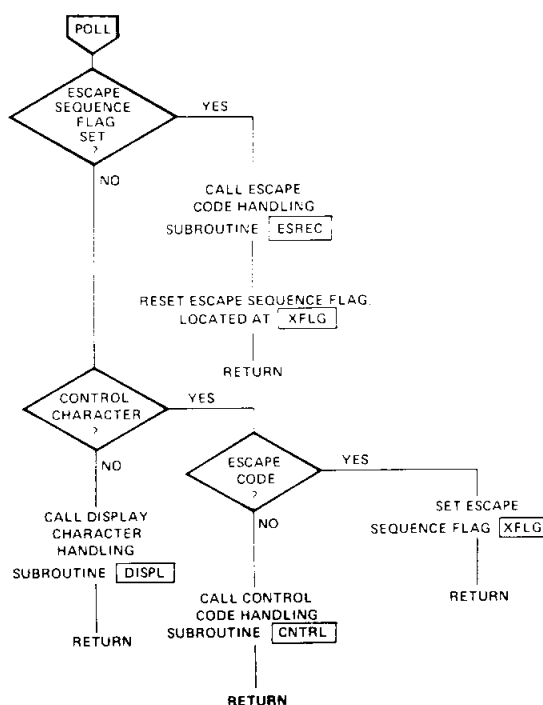 POLL
ESCAPE
SEQUENCE
FLAG
SET
?
YES
NO
CALL ESCAPE
CODE HANDLING
SUBROUTINE ESREC
RESET ESCAPE SEQUENCE FLAG.
LOCATED AT XFLG
RETURN
CONTROL
CHARACTER
?
YES
NO
CALL DISPLAY
CHARACTER
HANDLING
SUBROUTINE DISPL
RETURN
ESCAPE
CODE
?
YES
NO
SET ESCAPE
SEQUENCE FLAG XFLG
RETURN
CALL CONTROL
CODE HANDLING
SUBROUTINE CNTRL
RETURN